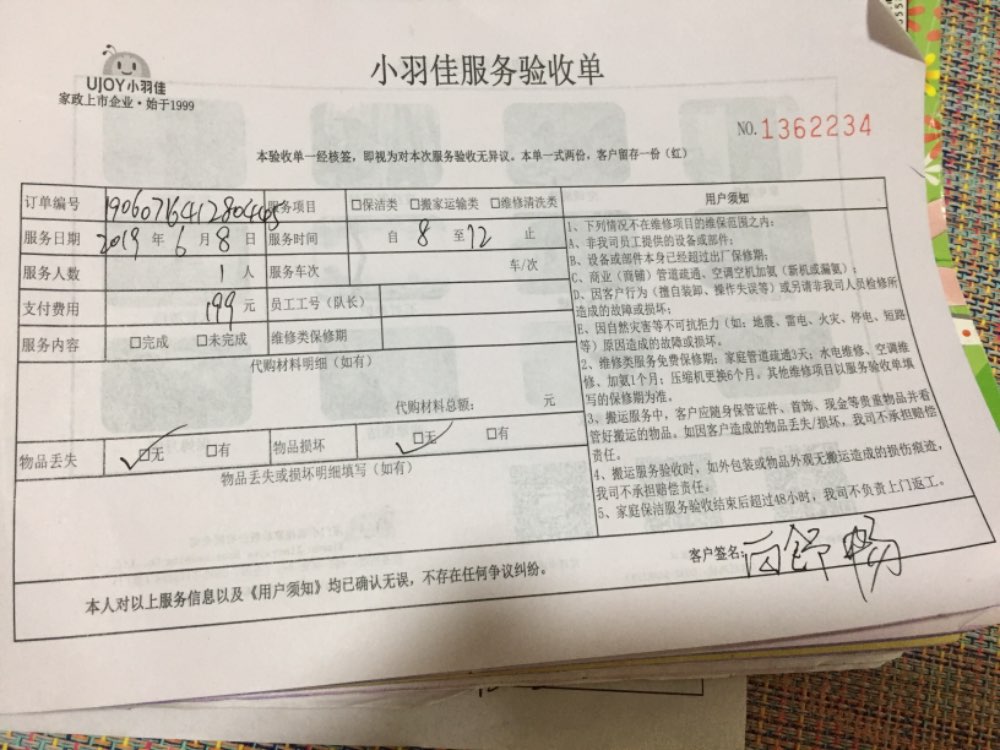 UJOY小羽佳
家政上市企业·始于1999
小羽佳服务验收单
NO.1362234
本验收单一经核签，即视为对本次服务验收无异议。本单一式两份，客户留存一份（红）
订单编号 190607164128044 服务项目 □保洁类 □搬家运输类 □维修清洗类
服务日期 2019 年 6 月 8 日 服务时间 自 8 至 12 止
服务人数 1 人 服务车次 车/次
支付费用 199 元 员工工号（队长）
服务内容 □完成 □未完成 维修类保修期
代购材料明细（如有）
代购材料总额： 元
物品丢失 □无 □有 物品损坏 □无 □有
物品丢失或损坏明细填写（如有）
用户须知
1、下列情况不在维修项目的维保范围之内：
A、非我司员工提供的设备或部件；
B、设备或部件本身已经超过出厂保修期；
C、商业（商铺）管道疏通、空调空机加氨（新机或漏氨）；
D、因客户行为（擅自装卸、操作失误等）或另请非我司人员检修所
造成的故障或损坏；
E、因自然灾害等不可抗拒力（如：地震、雷电、火灾、停电、短路
等）原因造成的故障或损坏。
2、维修类服务免费保修期：家庭管道疏通3天；水电维修、空调维
修、加氨1个月；压缩机更换6个月。其他维修项目以服务验收单填
写的保修期为准。
3、搬运服务中，客户应随身保管证件、首饰、现金等贵重物品并看
管好搬运的物品。如因客户造成的物品丢失/损坏，我司不承担赔偿
责任。
4、搬运服务验收时，如外包装或物品外观无搬运造成的损伤痕迹，
我司不承担赔偿责任。
5、家庭保洁服务验收结束后超过48小时，我司不负责上门返工。
客户签名：
本人对以上服务信息以及《用户须知》均已确认无误，不存在任何争议纠纷。